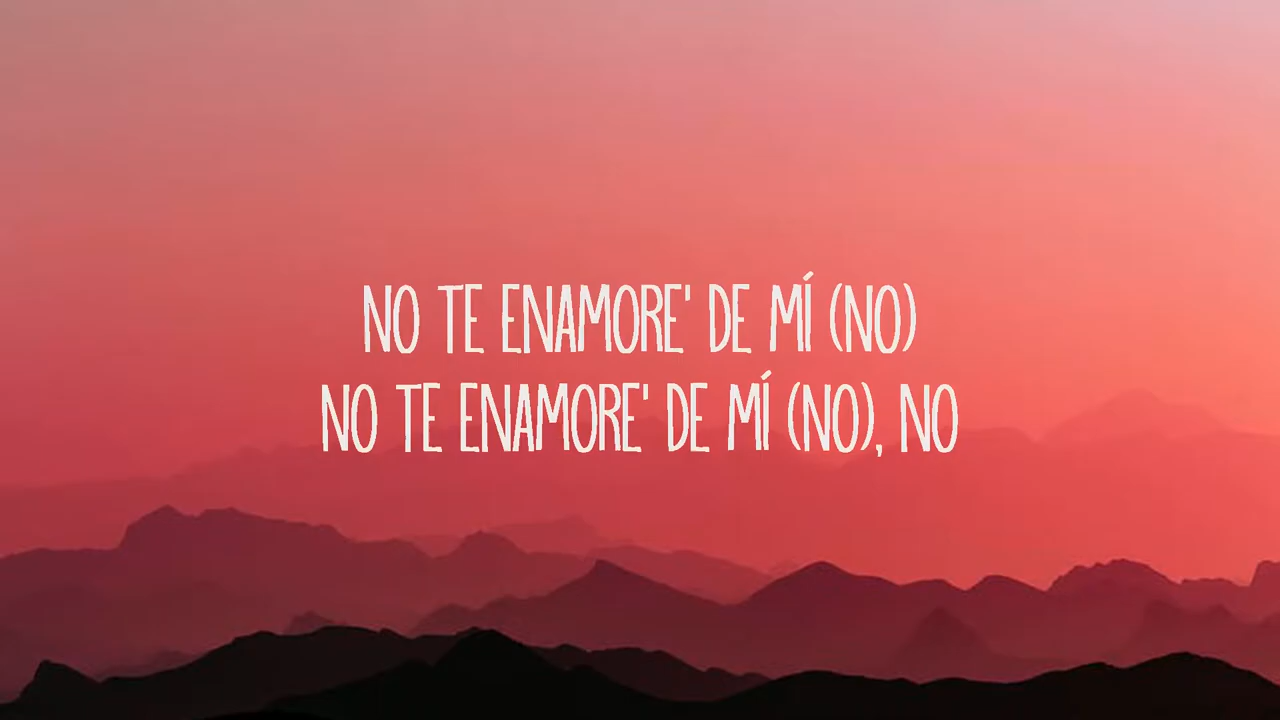 NO TE ENAMORE' DE MÍ (NO)
NO TE ENAMORE' DE MÍ (NO), NO